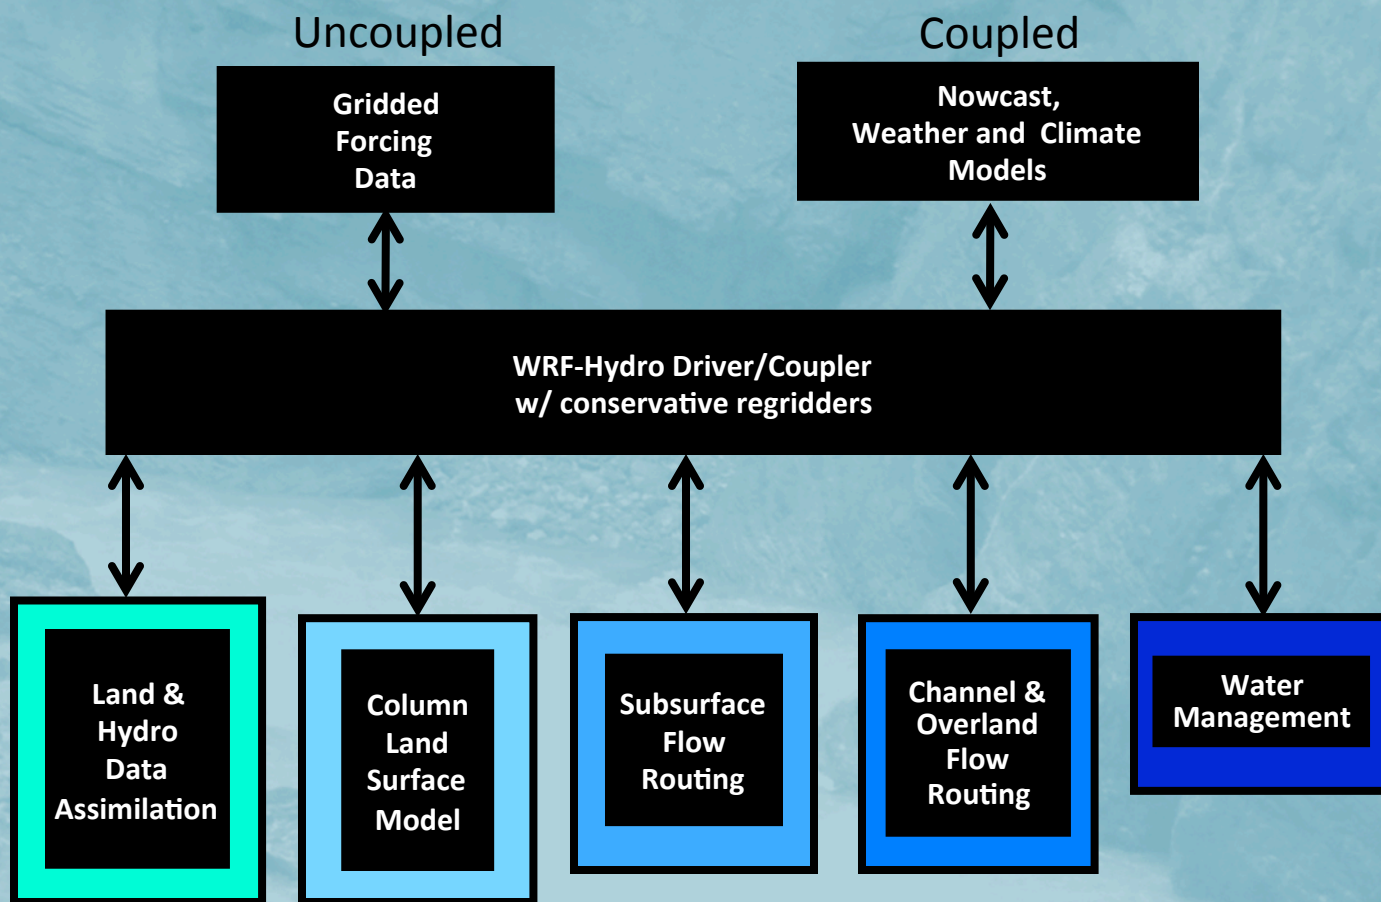 Uncoupled
Coupled
Gridded
Forcing
Data
Nowcast,
Weather and Climate
Models
WRF-Hydro Driver/Coupler
w/ conservative regridders
Land &
Hydro
Data
Assimilation
Column
Land
Surface
Model
Subsurface
Flow
Routing
Channel &
Overland
Flow
Routing
Water
Management